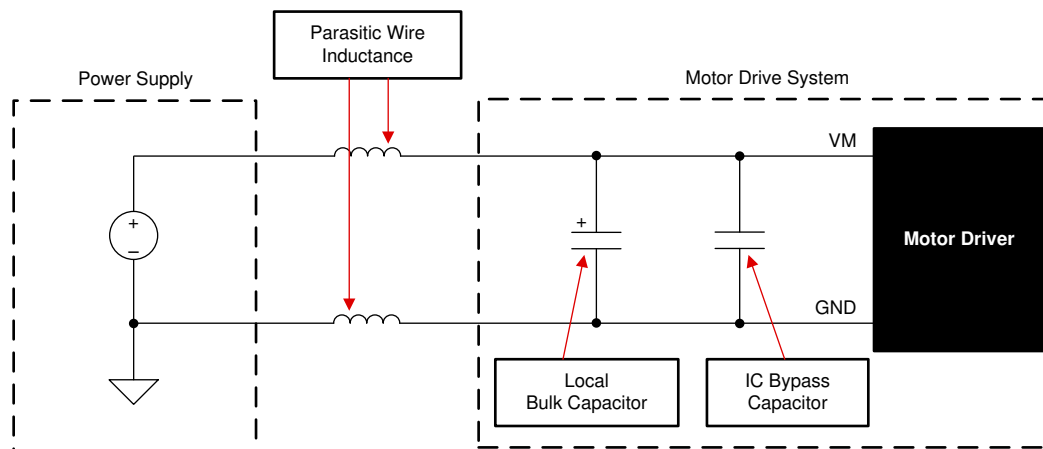 Parasitic Wire
Inductance
Power Supply
Motor Drive System
VM
+
–
+
Motor Driver
GND
Local
Bulk Capacitor
IC Bypass
Capacitor